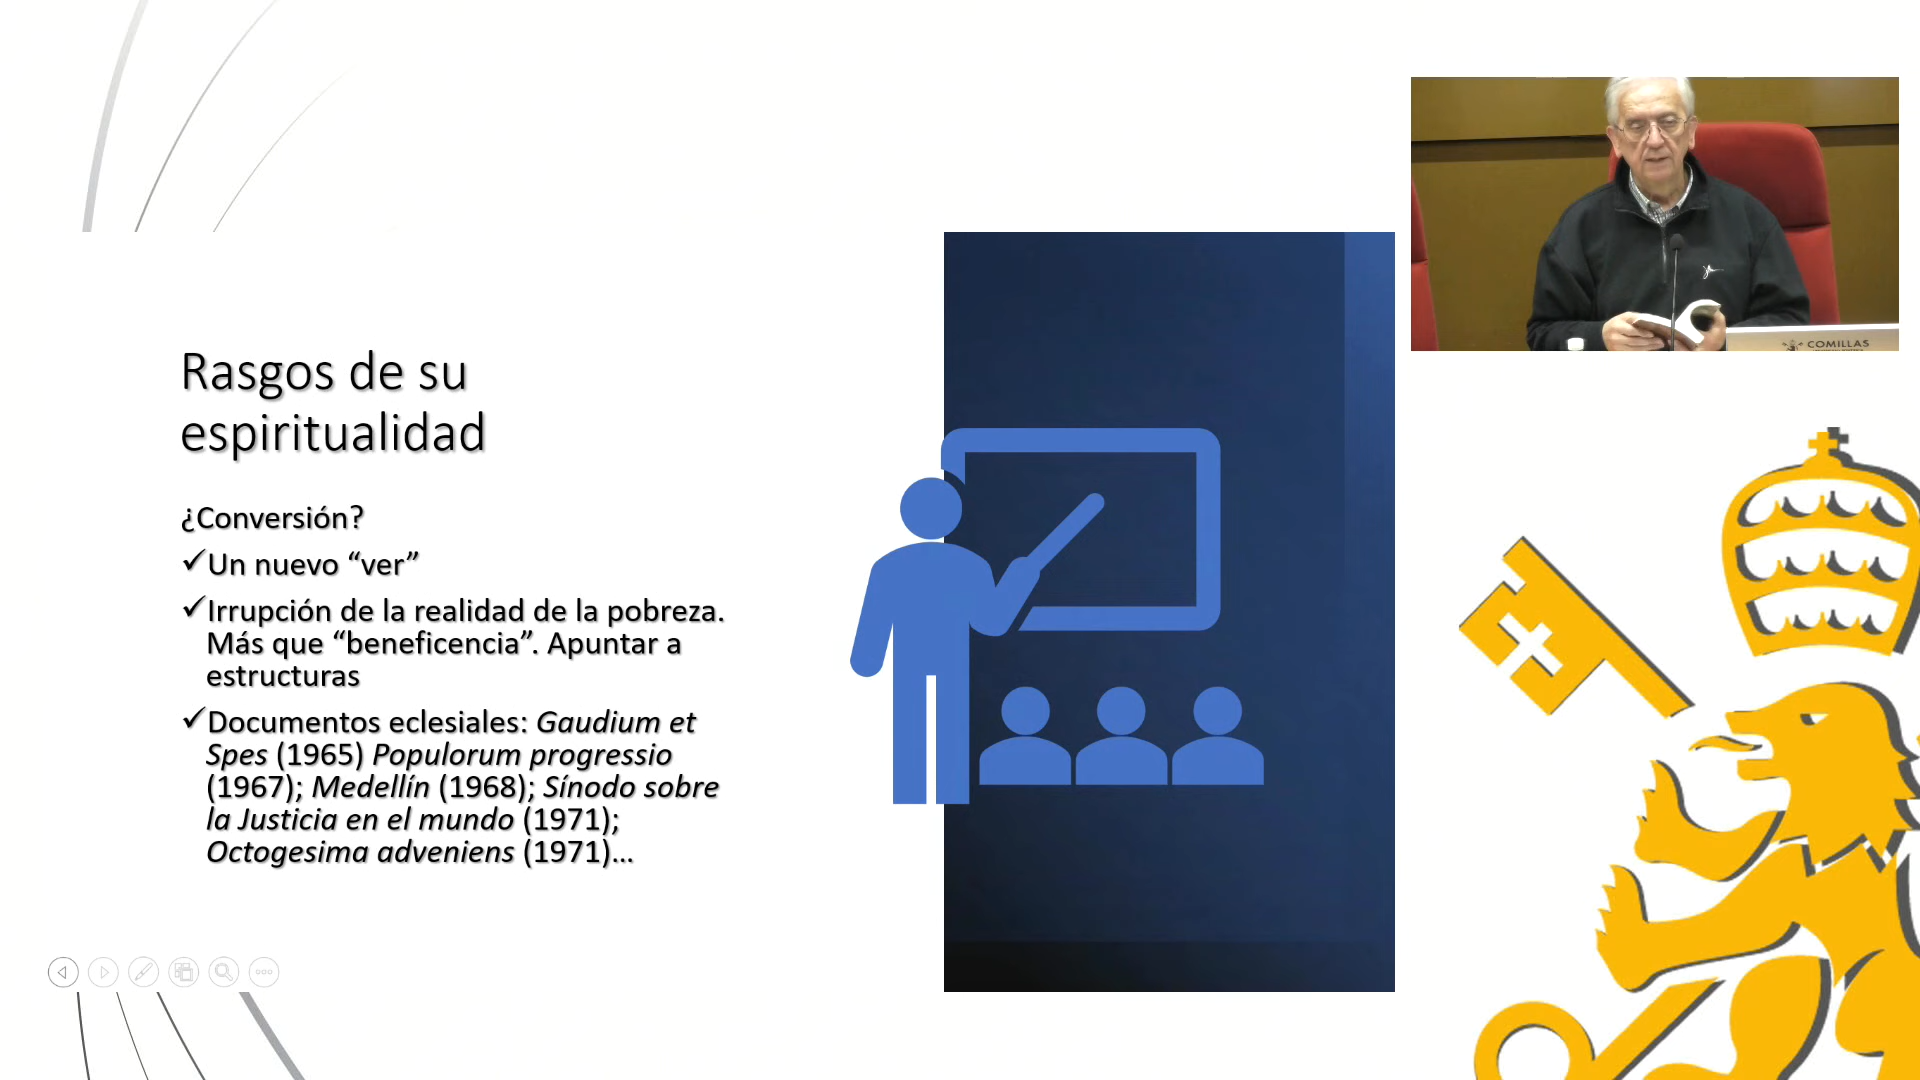 Rasgos de su
espiritualidad
¿Conversión?
✓Un nuevo “ver”
✓Irrupción de la realidad de la pobreza.
Más que “beneficencia”. Apuntar a
estructuras
✓Documentos eclesiales: Gaudium et
Spes (1965) Populorum progressio
(1967); Medellín (1968); Sínodo sobre
la Justicia en el mundo (1971);
Octogesima adveniens (1971)...
COMILLAS